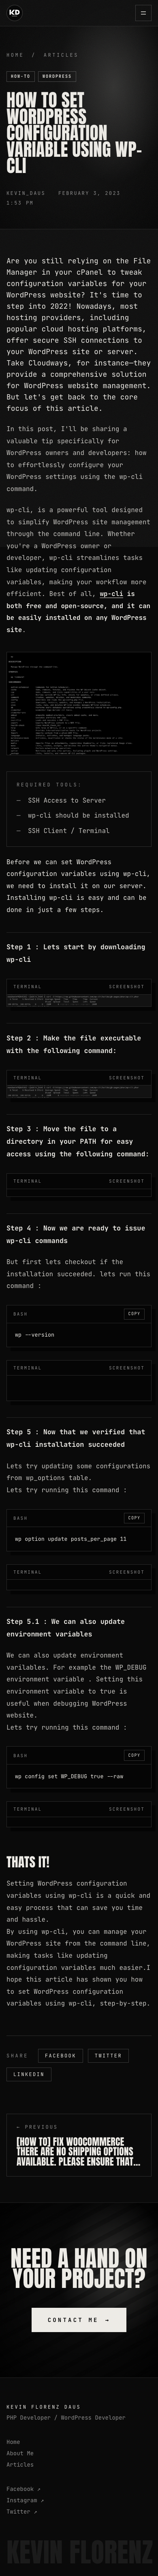 KD
HOME / ARTICLES
HOW-TO WORDPRESS
HOW TO SET
WORDPRESS
CONFIGURATION
VARIABLE USING WP-
CLI
KEVIN_DAUS FEBRUARY 3, 2022
1:53 PM
Are you still relying on the File
Manager in your cPanel to tweak
configuration variables for your
WordPress website? It's time to
step into 2022! Nowadays, most
hosting providers, including
popular cloud hosting platforms,
offer secure SSH connections to
your WordPress site or server.
Take Cloudways, for instance—they
provide a comprehensive solution
for WordPress website management.
But let's get back to the core
focus of this article.
In this post, I'll be sharing a
valuable tip specifically for
WordPress owners and developers: how
to effortlessly configure your
WordPress settings using the wp-cli
command.
wp-cli, is a powerful tool designed
to simplify WordPress site management
through the command line. Whether
you're a WordPress owner or
developer, wp-cli streamlines tasks
like updating configuration
variables, making your workflow more
efficient. Best of all, wp-cli is
both free and open-source, and it can
be easily installed on any WordPress
site.
REQUIRED TOOLS:
— SSH Access to Server
— wp-cli should be installed
— SSH Client / Terminal
Before we can set WordPress
configuration variables using wp-cli,
we need to install it on our server.
Installing wp-cli is easy and can be
done in just a few steps.
Step 1 : Lets start by downloading
wp-cli
TERMINAL SCREENSHOT
Step 2 : Make the file executable
with the following command:
TERMINAL SCREENSHOT
Step 3 : Move the file to a
directory in your PATH for easy
access using the following command:
TERMINAL SCREENSHOT
Step 4 : Now we are ready to issue
wp-cli commands
But first lets checkout if the
installation succeeded. lets run this
command :
BASH COPY
wp --version
TERMINAL SCREENSHOT
Step 5 : Now that we verified that
wp-cli installation succeeded
Lets try updating some configurations
from wp_options table.
Lets try running this command :
BASH COPY
wp option update posts_per_page 11
TERMINAL SCREENSHOT
Step 5.1 : We can also update
environment variables
We can also update environment
varilables. For example the WP_DEBUG
environment variable . Setting this
environment variable to true is
useful when debugging WordPress
website.
Lets try running this command :
BASH COPY
wp config set WP_DEBUG true --raw
TERMINAL SCREENSHOT
THATS IT!
Setting WordPress configuration
variables using wp-cli is a quick and
easy process that can save you time
and hassle.
By using wp-cli, you can manage your
WordPress site from the command line,
making tasks like updating
configuration variables much easier.I
hope this article has shown you how
to set WordPress configuration
variables using wp-cli, step-by-step.
SHARE FACEBOOK TWITTER
LINKEDIN
← PREVIOUS
[HOW TO] FIX WOOCOMMERCE
THERE ARE NO SHIPPING OPTIONS
AVAILABLE. PLEASE ENSURE THAT...
NEED A HAND ON
YOUR PROJECT?
CONTACT ME →
KEVIN FLORENZ DAUS
PHP Developer / WordPress Developer
Home
About Me
Articles
Facebook ↗
Instagram ↗
Twitter ↗
KEVIN FLORENZ